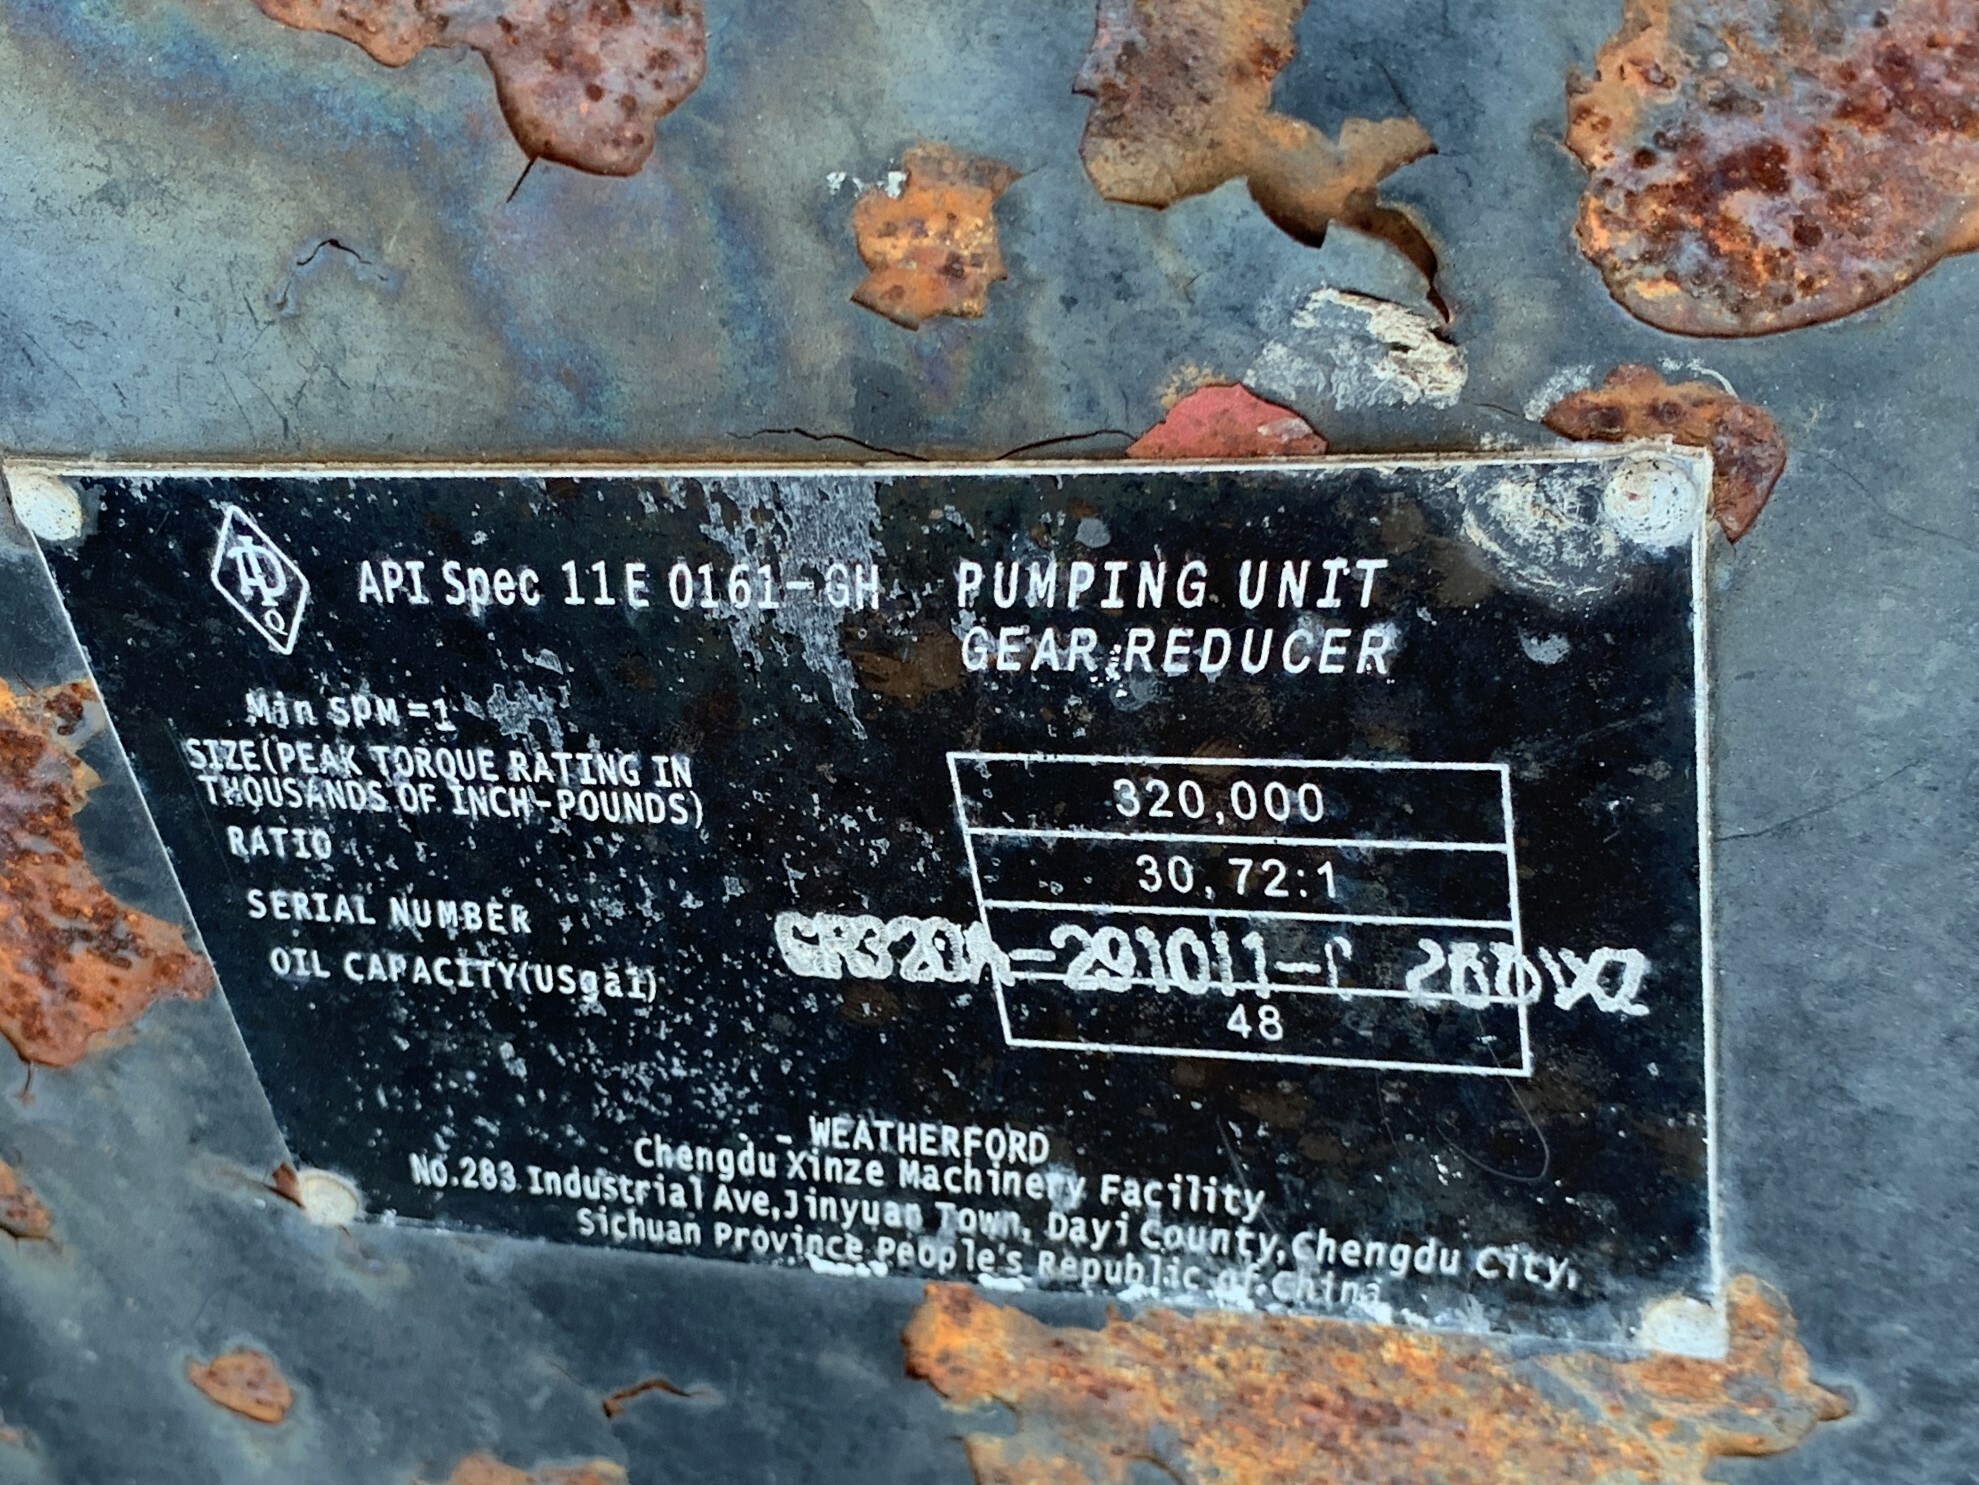 API Spec 11E 0161-GH
PUMPING UNIT
GEAR REDUCER
Min SPM=1
SIZE(PEAK TORQUE RATING IN
THOUSANDS OF INCH-POUNDS)
320,000
RATIO
30,72:1
SERIAL NUMBER
OIL CAPACITY(USgal)
48
WEATHERFORD
Chengdu Xinze Machinery Facility
No.283 Industrial Ave,Jinyuan Town, Dayi County,Chengdu City,
Sichuan Province People's Republic of China